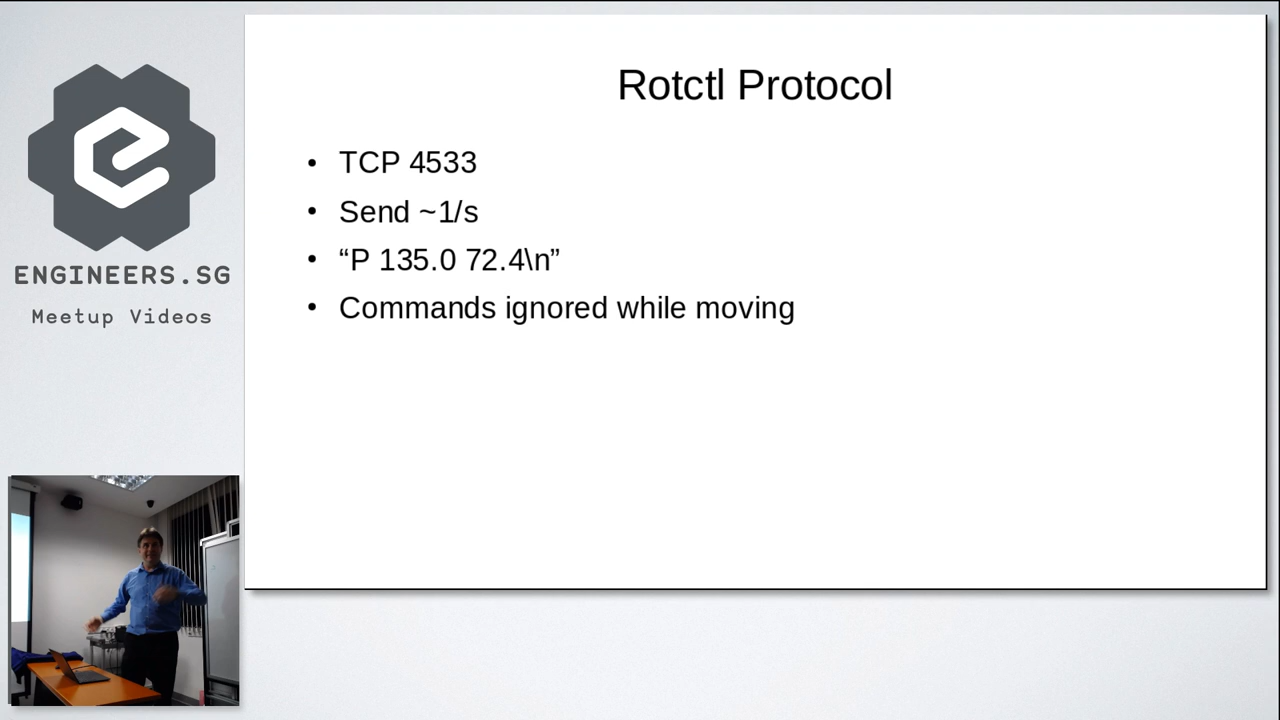 Rotctl Protocol
• TCP 4533
• Send ~1/s
• “P 135.0 72.4\n”
• Commands ignored while moving
ENGINEERS.SG
Meetup Videos